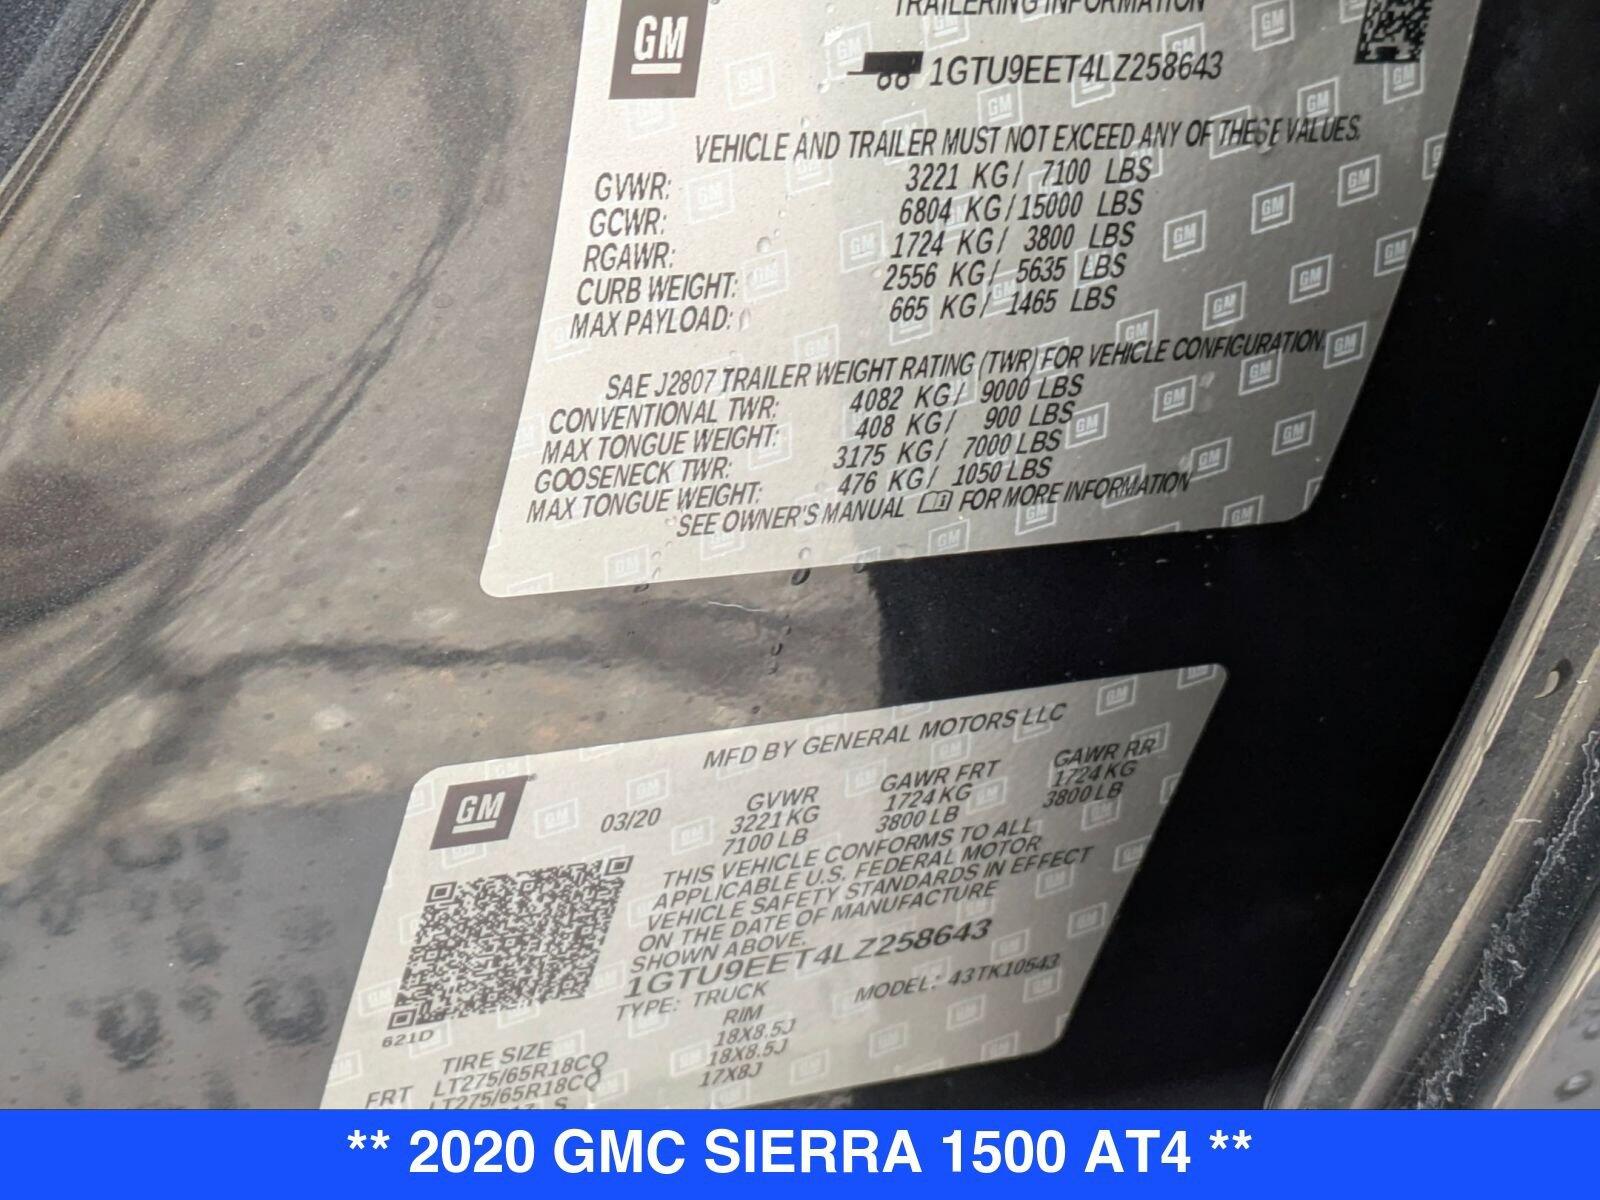 GM
TRAILERING INFORMATION
1GTU9EET4LZ258643
VEHICLE AND TRAILER MUST NOT EXCEED ANY OF THESE VALUES.
GVWR: 3221 KG/ 7100 LBS
GCWR: 6804 KG/15000 LBS
RGAWR: 1724 KG/ 3800 LBS
CURB WEIGHT: 2556 KG/ 5635 LBS
MAX PAYLOAD: 665 KG/ 1465 LBS
SAE J2807 TRAILER WEIGHT RATING (TWR) FOR VEHICLE CONFIGURATION.
CONVENTIONAL TWR: 4082 KG/ 9000 LBS
MAX TONGUE WEIGHT: 408 KG/ 900 LBS
GOOSENECK TWR: 3175 KG/ 7000 LBS
MAX TONGUE WEIGHT: 476 KG/ 1050 LBS
SEE OWNER'S MANUAL FOR MORE INFORMATION
MFD BY GENERAL MOTORS LLC
GM 03/20 GVWR GAWR FRT GAWR RR
3221 KG 1724 KG 1724 KG
7100 LB 3800 LB 3800 LB
THIS VEHICLE CONFORMS TO ALL
APPLICABLE U.S. FEDERAL MOTOR
VEHICLE SAFETY STANDARDS IN EFFECT
ON THE DATE OF MANUFACTURE
SHOWN ABOVE.
1GTU9EET4LZ258643
TYPE: TRUCK MODEL: 43TK10543
621D
TIRE SIZE RIM
FRT LT275/65R18CQ 18X8.5J
LT275/65R18CQ 18X8.5J
17X8J
** 2020 GMC SIERRA 1500 AT4 **